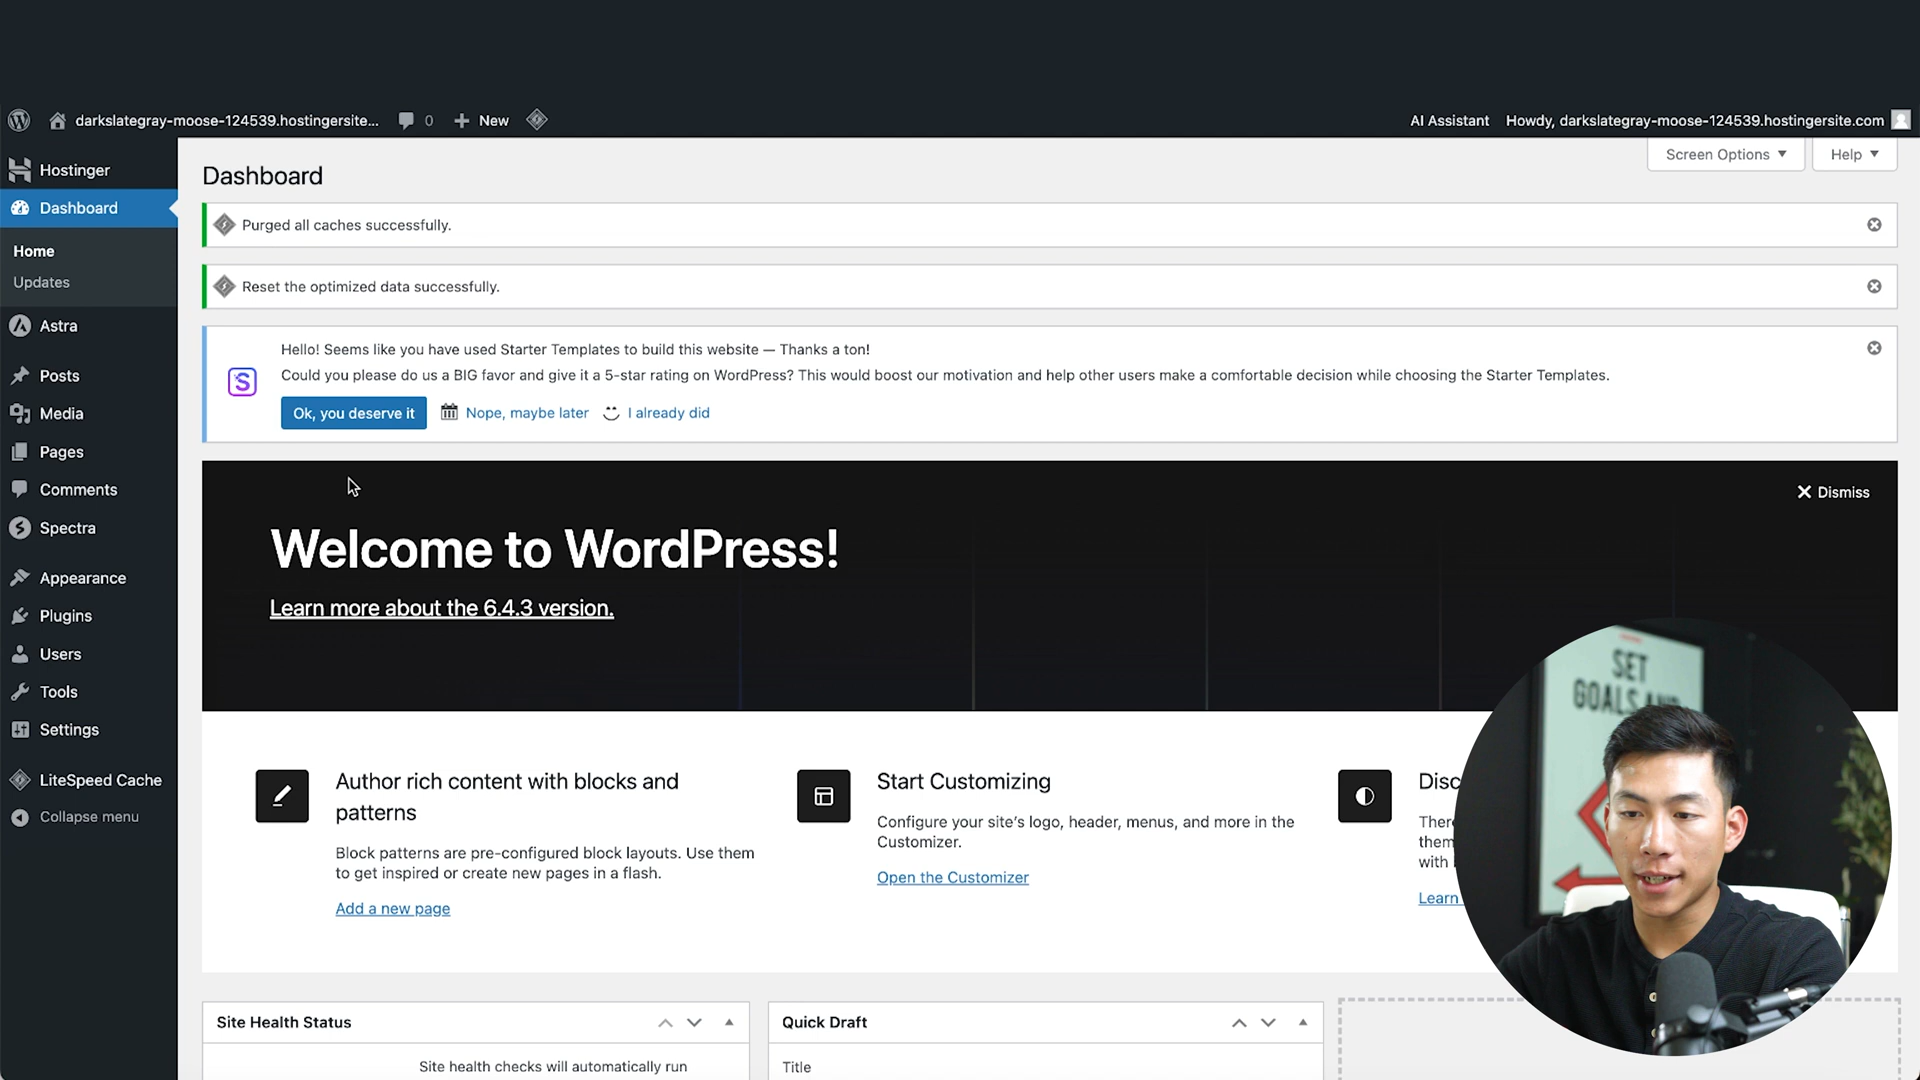 darkslategray-moose-124539.hostingersite... 0 New AI Assistant Howdy, darkslategray-moose-124539.hostingersite.com
Screen Options Help
Hostinger
Dashboard
Home
Updates
Astra
Posts
Media
Pages
Comments
Spectra
Appearance
Plugins
Users
Tools
Settings
LiteSpeed Cache
Collapse menu
Dashboard
Purged all caches successfully.
Reset the optimized data successfully.
Hello! Seems like you have used Starter Templates to build this website — Thanks a ton!
Could you please do us a BIG favor and give it a 5-star rating on WordPress? This would boost our motivation and help other users make a comfortable decision while choosing the Starter Templates.
Ok, you deserve it Nope, maybe later I already did
Dismiss
Welcome to WordPress!
Learn more about the 6.4.3 version.
Author rich content with blocks and
patterns
Block patterns are pre-configured block layouts. Use them
to get inspired or create new pages in a flash.
Add a new page
Start Customizing
Configure your site's logo, header, menus, and more in the
Customizer.
Open the Customizer
Disc
Ther
them
with
Learn
SET
GOALS AND
Site Health Status
Site health checks will automatically run
Quick Draft
Title